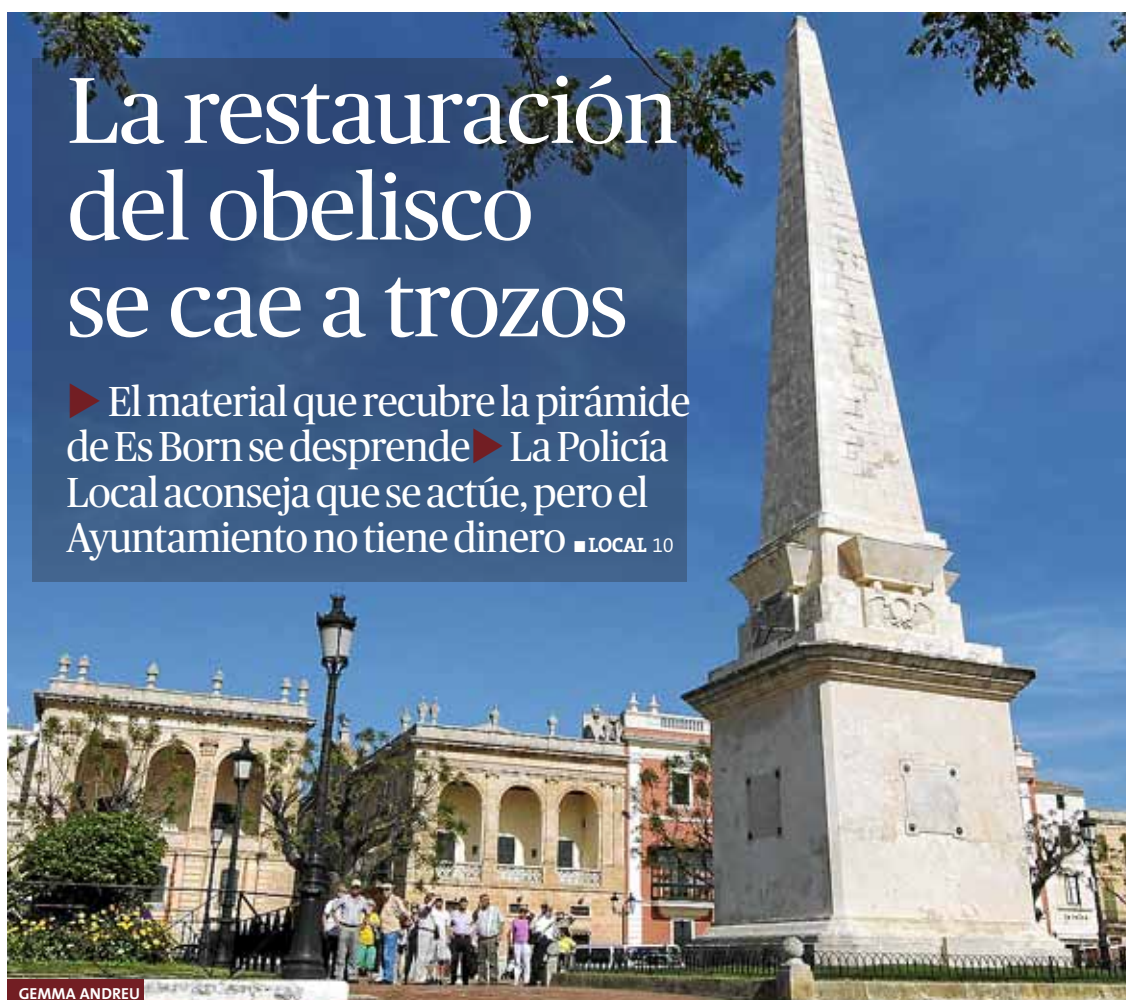 La restauración
del obelisco
se cae a trozos
▶ El material que recubre la pirámide
de Es Born se desprende ▶ La Policía
Local aconseja que se actúe, pero el
Ayuntamiento no tiene dinero ■ LOCAL 10
GEMMA ANDREU